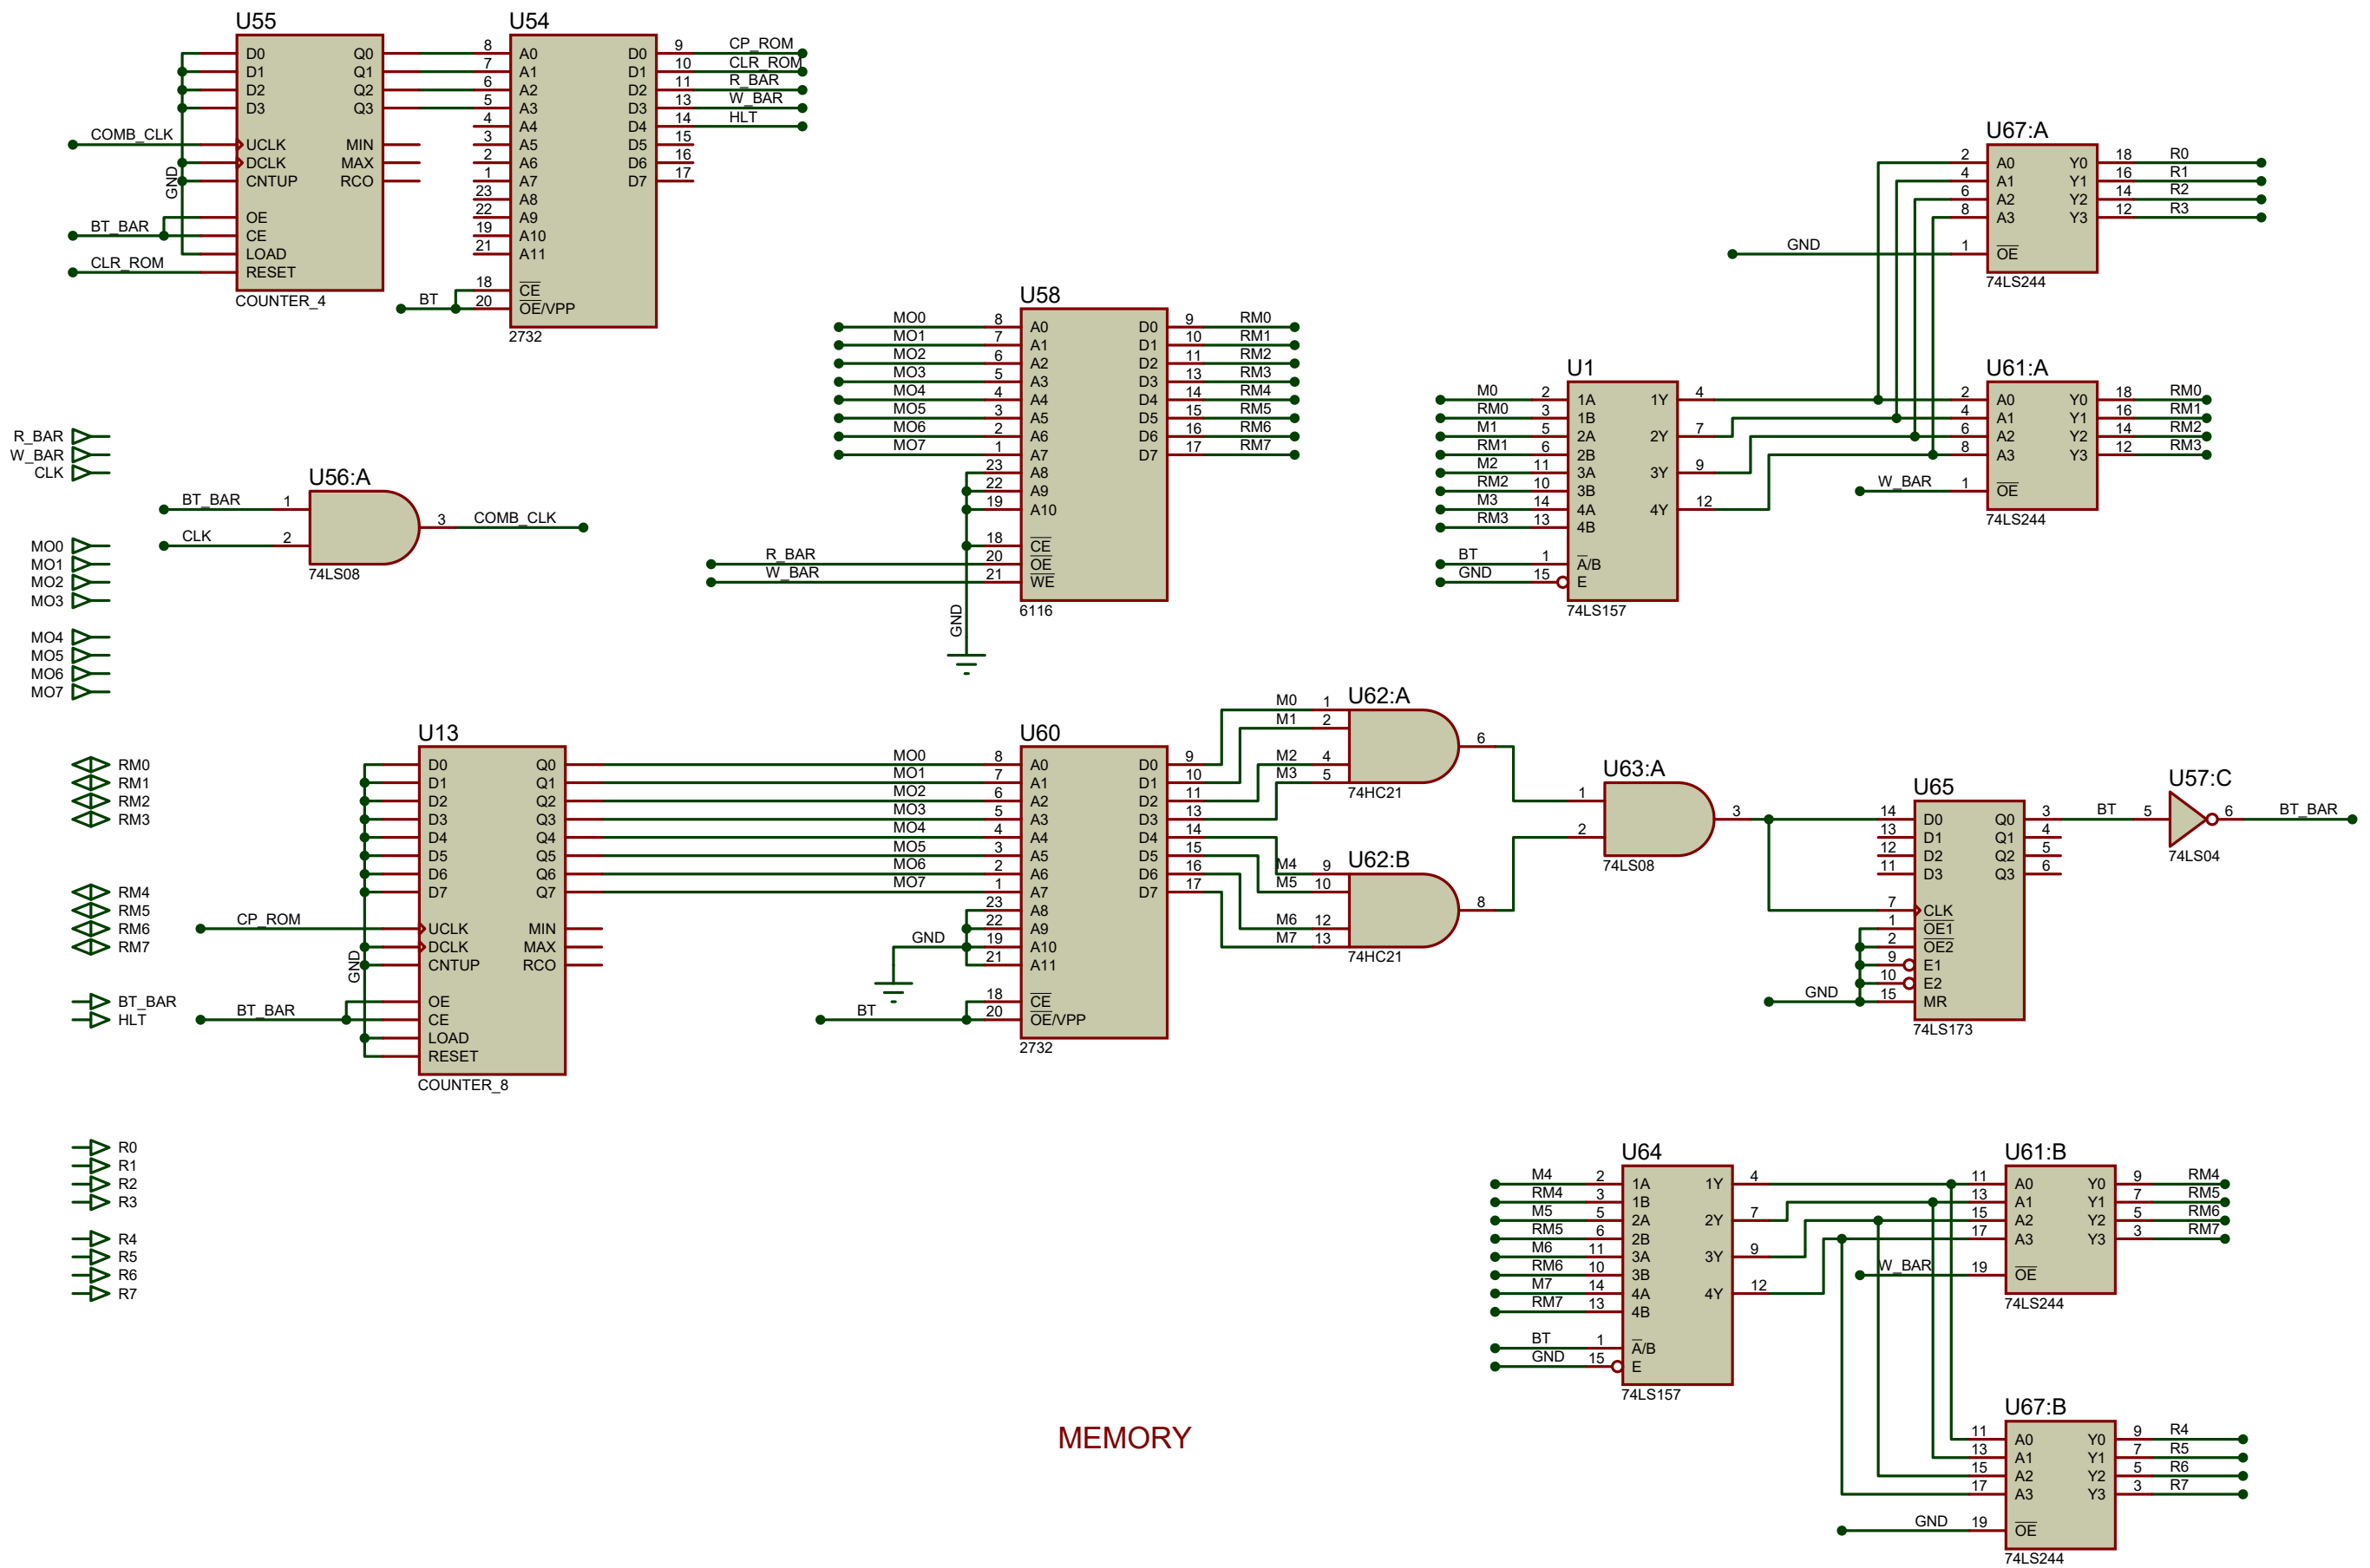 U55
D0 Q0
D1 Q1
D2 Q2
D3 Q3
COMB_CLK
UCLK MIN
DCLK MAX
CNTUP RCO
GND
OE
BT_BAR
CE
LOAD
CLR_ROM
RESET
COUNTER_4
U54
8 A0 D0 9 CP_ROM
7 A1 D1 10 CLR_ROM
6 A2 D2 11 R_BAR
5 A3 D3 13 W_BAR
4 A4 D4 14 HLT
3 A5 D5 15
2 A6 D6 16
1 A7 D7 17
23 A8
22 A9
19 A10
21 A11
18 CE
BT 20 OE/VPP
2732
R_BAR
W_BAR
CLK
MO0
MO1
MO2
MO3
MO4
MO5
MO6
MO7
U56:A
BT_BAR 1
3 COMB_CLK
CLK 2
74LS08
U58
MO0 8 A0 D0 9 RM0
MO1 7 A1 D1 10 RM1
MO2 6 A2 D2 11 RM2
MO3 5 A3 D3 13 RM3
MO4 4 A4 D4 14 RM4
MO5 3 A5 D5 15 RM5
MO6 2 A6 D6 16 RM6
MO7 1 A7 D7 17 RM7
23 A8
22 A9
19 A10
18 CE
R_BAR 20 OE
W_BAR 21 WE
GND
6116
U1
M0 2 1A 1Y 4
RM0 3 1B
M1 5 2A 2Y 7
RM1 6 2B
M2 11 3A 3Y 9
RM2 10 3B
M3 14 4A 4Y 12
RM3 13 4B
BT 1 A/B
GND 15 E
74LS157
U67:A
2 A0 Y0 18 R0
4 A1 Y1 16 R1
6 A2 Y2 14 R2
8 A3 Y3 12 R3
GND 1 OE
74LS244
U61:A
2 A0 Y0 18 RM0
4 A1 Y1 16 RM1
6 A2 Y2 14 RM2
8 A3 Y3 12 RM3
W_BAR 1 OE
74LS244
RM0
RM1
RM2
RM3
RM4
RM5
RM6
RM7
BT_BAR
HLT
R0
R1
R2
R3
R4
R5
R6
R7
U13
D0 Q0
D1 Q1
D2 Q2
D3 Q3
D4 Q4
D5 Q5
D6 Q6
D7 Q7
CP_ROM UCLK MIN
DCLK MAX
CNTUP RCO
GND
OE
BT_BAR CE
LOAD
RESET
COUNTER_8
U60
MO0 8 A0 D0 9
MO1 7 A1 D1 10
MO2 6 A2 D2 11
MO3 5 A3 D3 13
MO4 4 A4 D4 14
MO5 3 A5 D5 15
MO6 2 A6 D6 16
MO7 1 A7 D7 17
23 A8
22 A9
GND 19 A10
21 A11
18 CE
BT 20 OE/VPP
2732
U62:A
M0 1
M1 2
6
M2 4
M3 5
74HC21
U62:B
M4 9
M5 10
8
M6 12
M7 13
74HC21
U63:A
1
3
2
74LS08
U65
14 D0 Q0 3
13 D1 Q1 4
12 D2 Q2 5
11 D3 Q3 6
7 CLK
1 OE1
2 OE2
9 E1
10 E2
GND 15 MR
74LS173
U57:C
BT 5 6 BT_BAR
74LS04
U64
M4 2 1A 1Y 4
RM4 3 1B
M5 5 2A 2Y 7
RM5 6 2B
M6 11 3A 3Y 9
RM6 10 3B
M7 14 4A 4Y 12
RM7 13 4B
BT 1 A/B
GND 15 E
74LS157
U61:B
11 A0 Y0 9 RM4
13 A1 Y1 7 RM5
15 A2 Y2 5 RM6
17 A3 Y3 3 RM7
W_BAR 19 OE
74LS244
U67:B
11 A0 Y0 9 R4
13 A1 Y1 7 R5
15 A2 Y2 5 R6
17 A3 Y3 3 R7
GND 19 OE
74LS244
MEMORY